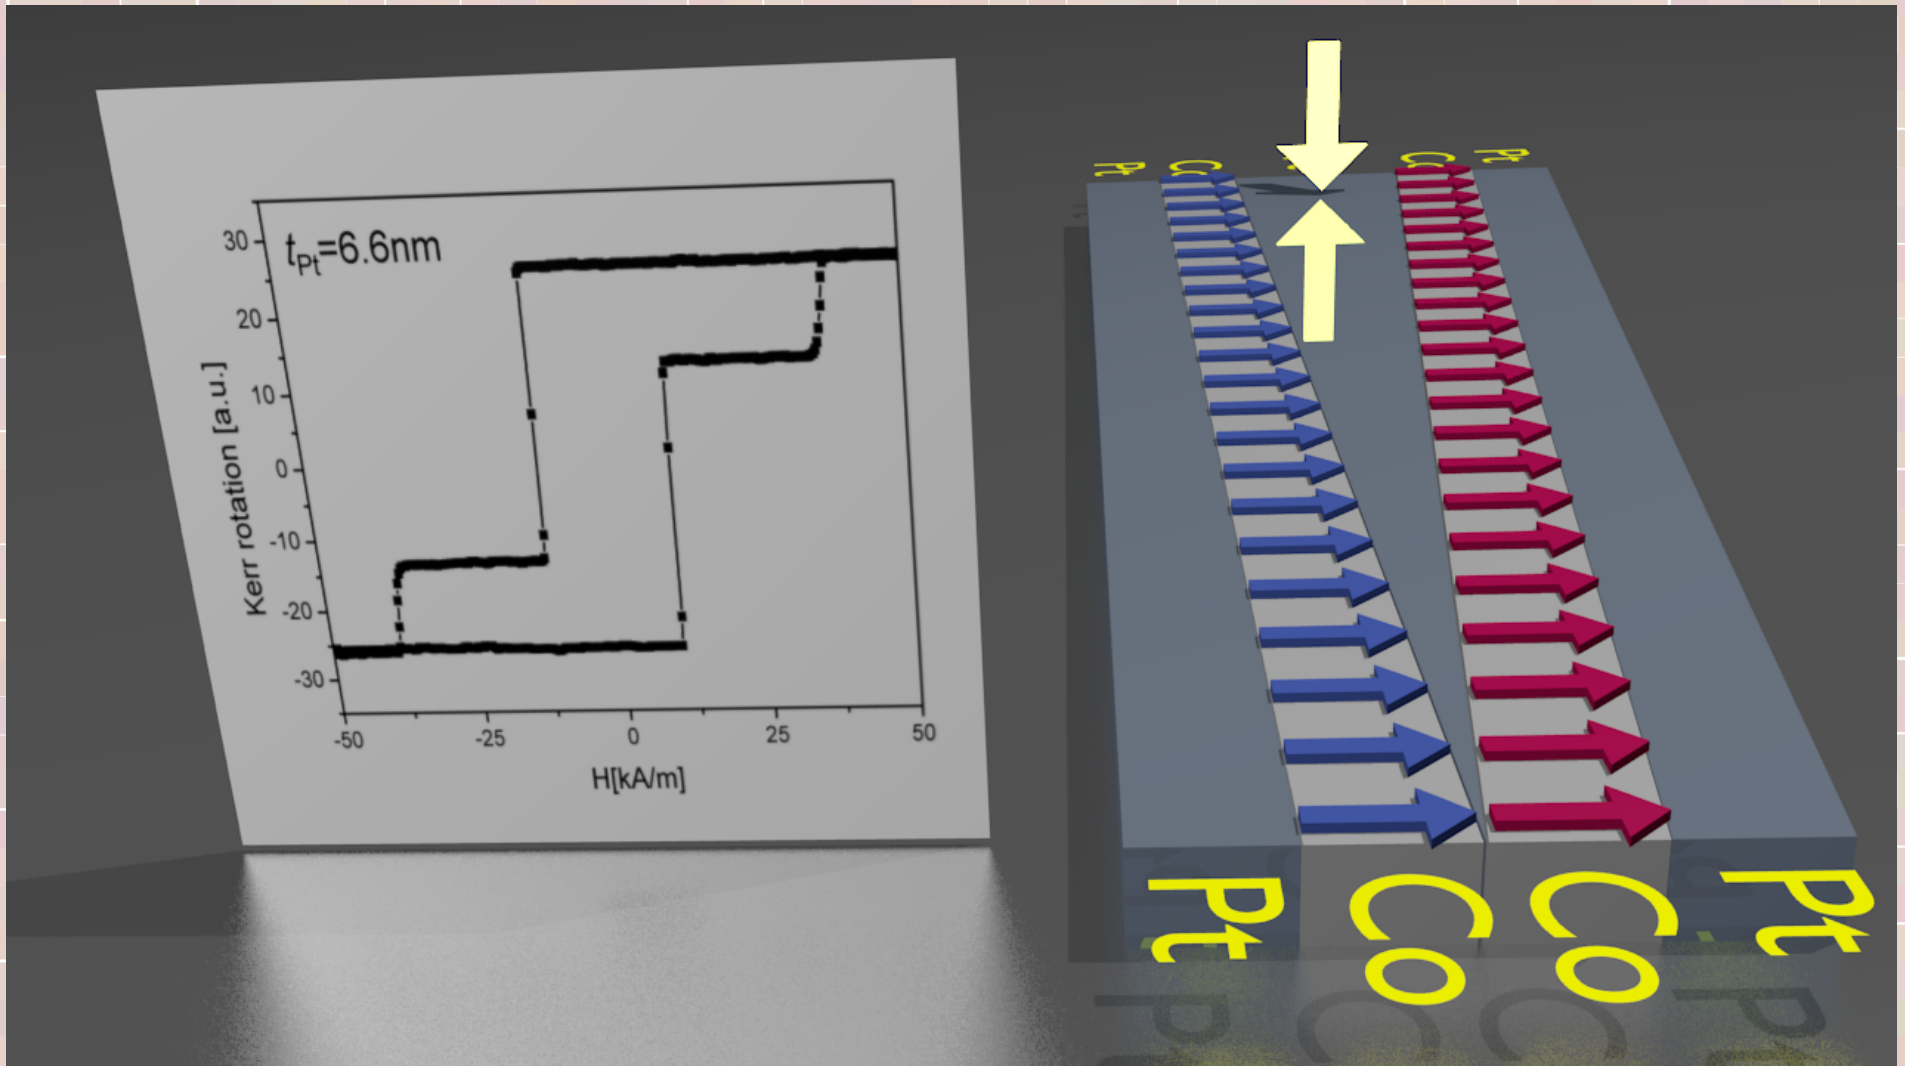 t_Pt=6.6nm
Kerr rotation [a.u.]
30
20
10
0
-10
-20
-30
-50
-25
0
25
50
H[kA/m]
Pt
Co
Co
Pt
Pt
Co
Co
Pt